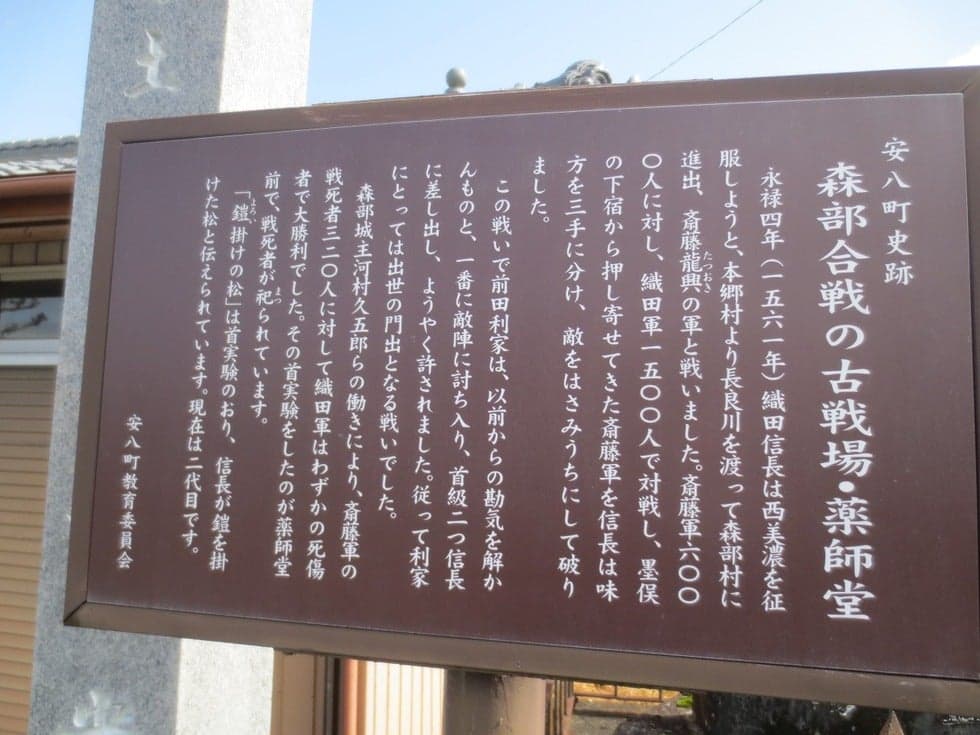 安八町史跡
森部合戦の古戦場・薬師堂
永禄四年(一五六一年)織田信長は西美濃を征
服しようと、本郷村より長良川を渡って森部村に
進出、斎藤龍興の軍と戦いました。斎藤軍六〇〇
たつおき
〇人に対し、織田軍一五〇〇人で対戦し、墨俣
の下宿から押し寄せてきた斎藤軍を信長は味
方を三手に分け、敵をはさみうちにして破り
ました。
この戦いで前田利家は、以前からの勘気を解か
んものと、一番に敵陣に討ち入り、首級二つ信長
に差し出し、ようやく許されました。従って利家
にとっては出世の門出となる戦いでした。
森部城主河村久五郎らの働きにより、斎藤軍の
戦死者三二〇人に対して織田軍はわずかの死傷
者で大勝利でした。その首実験をしたのが薬師堂
前で、戦死者が祀られています。
まつ
「鎧掛けの松」は首実験のおり、信長が鎧を掛
よろい
けた松と伝えられています。現在は二代目です。
安八町教育委員会